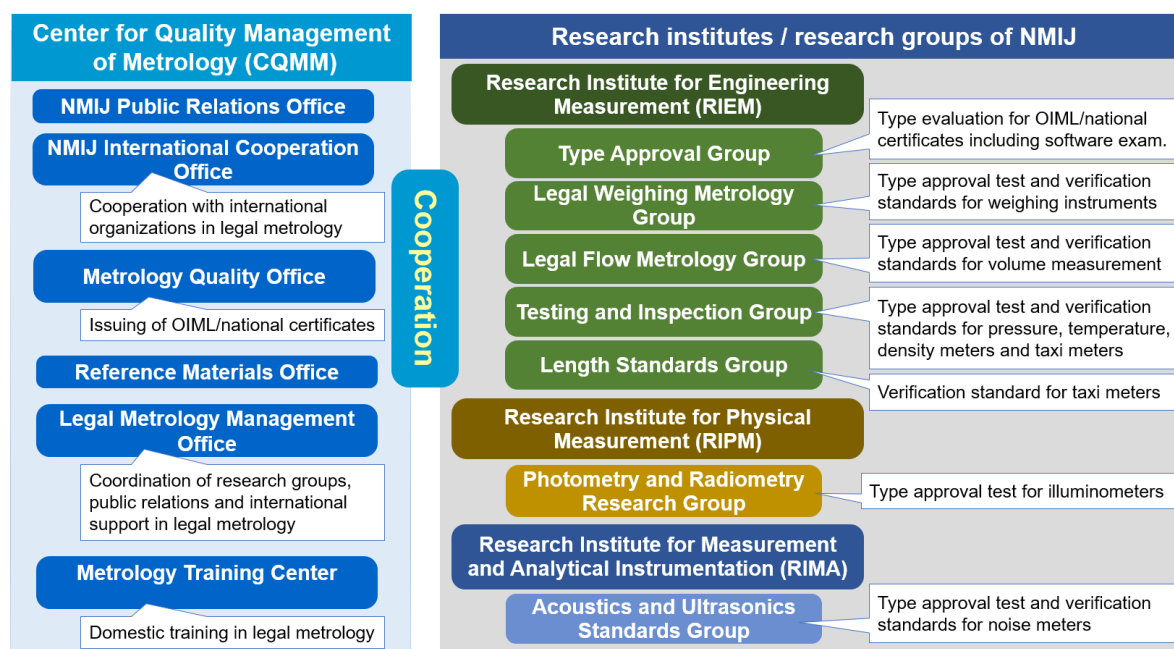 Center for Quality Management
of Metrology (CQMM)
NMIJ Public Relations Office
NMIJ International Cooperation
Office
Cooperation with international
organizations in legal metrology
Metrology Quality Office
Issuing of OIML/national certificates
Reference Materials Office
Legal Metrology Management
Office
Coordination of research groups,
public relations and international
support in legal metrology
Metrology Training Center
Domestic training in legal metrology
Cooperation
Research institutes / research groups of NMIJ
Research Institute for Engineering
Measurement (RIEM)
Type Approval Group
Type evaluation for OIML/national
certificates including software exam.
Legal Weighing Metrology
Group
Type approval test and verification
standards for weighing instruments
Legal Flow Metrology Group
Type approval test and verification
standards for volume measurement
Testing and Inspection Group
Type approval test and verification
standards for pressure, temperature,
density meters and taxi meters
Length Standards Group
Verification standard for taxi meters
Research Institute for Physical
Measurement (RIPM)
Photometry and Radiometry
Research Group
Type approval test for illuminometers
Research Institute for Measurement
and Analytical Instrumentation (RIMA)
Acoustics and Ultrasonics
Standards Group
Type approval test and verification
standards for noise meters